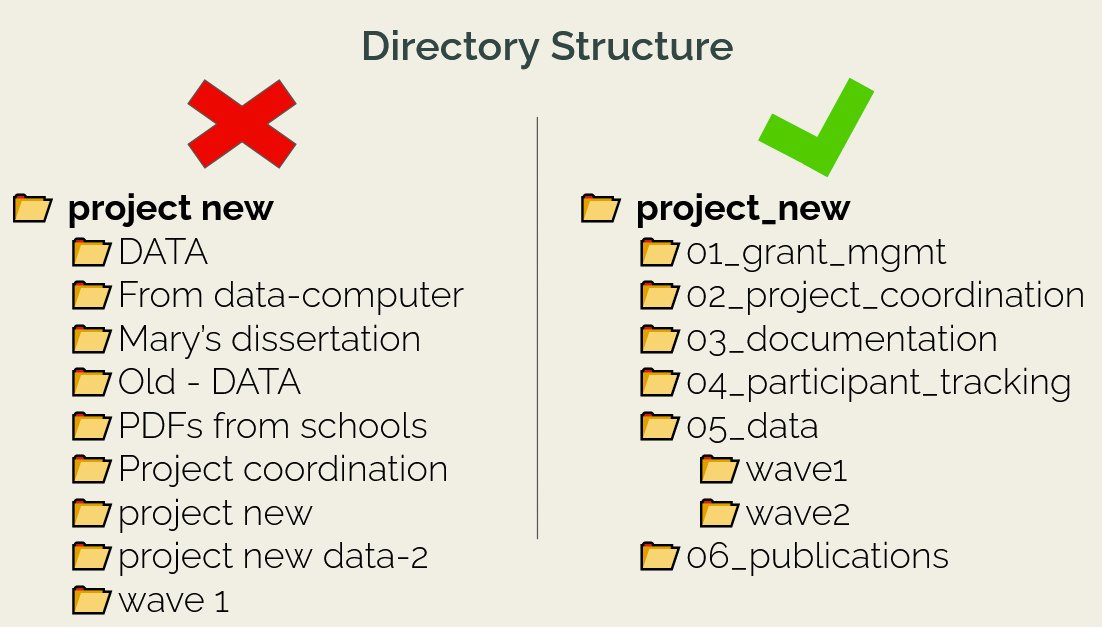 Directory Structure
project new
DATA
From data-computer
Mary’s dissertation
Old - DATA
PDFs from schools
Project coordination
project new
project new data-2
wave 1
project_new
01_grant_mgmt
02_project_coordination
03_documentation
04_participant_tracking
05_data
wave1
wave2
06_publications